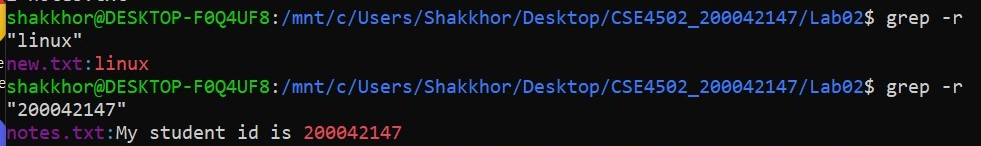 shakkhor@DESKTOP-F0Q4UF8:/mnt/c/Users/Shakkhor/Desktop/CSE4502_200042147/Lab02$ grep -r
"linux"
new.txt:linux
shakkhor@DESKTOP-F0Q4UF8:/mnt/c/Users/Shakkhor/Desktop/CSE4502_200042147/Lab02$ grep -r
"200042147"
notes.txt:My student id is 200042147